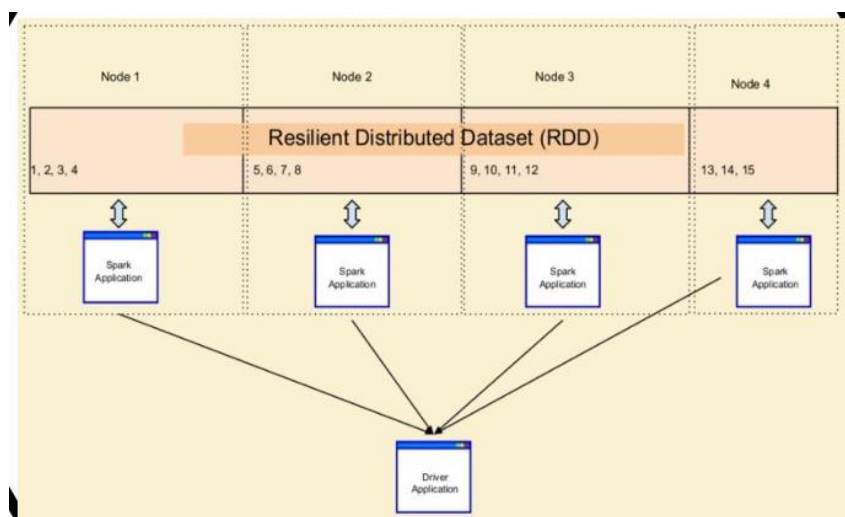 Node 1
Node 2
Node 3
Node 4
Resilient Distributed Dataset (RDD)
1, 2, 3, 4
5, 6, 7, 8
9, 10, 11, 12
13, 14, 15
Spark
Application
Spark
Application
Spark
Application
Spark
Application
Driver
Application